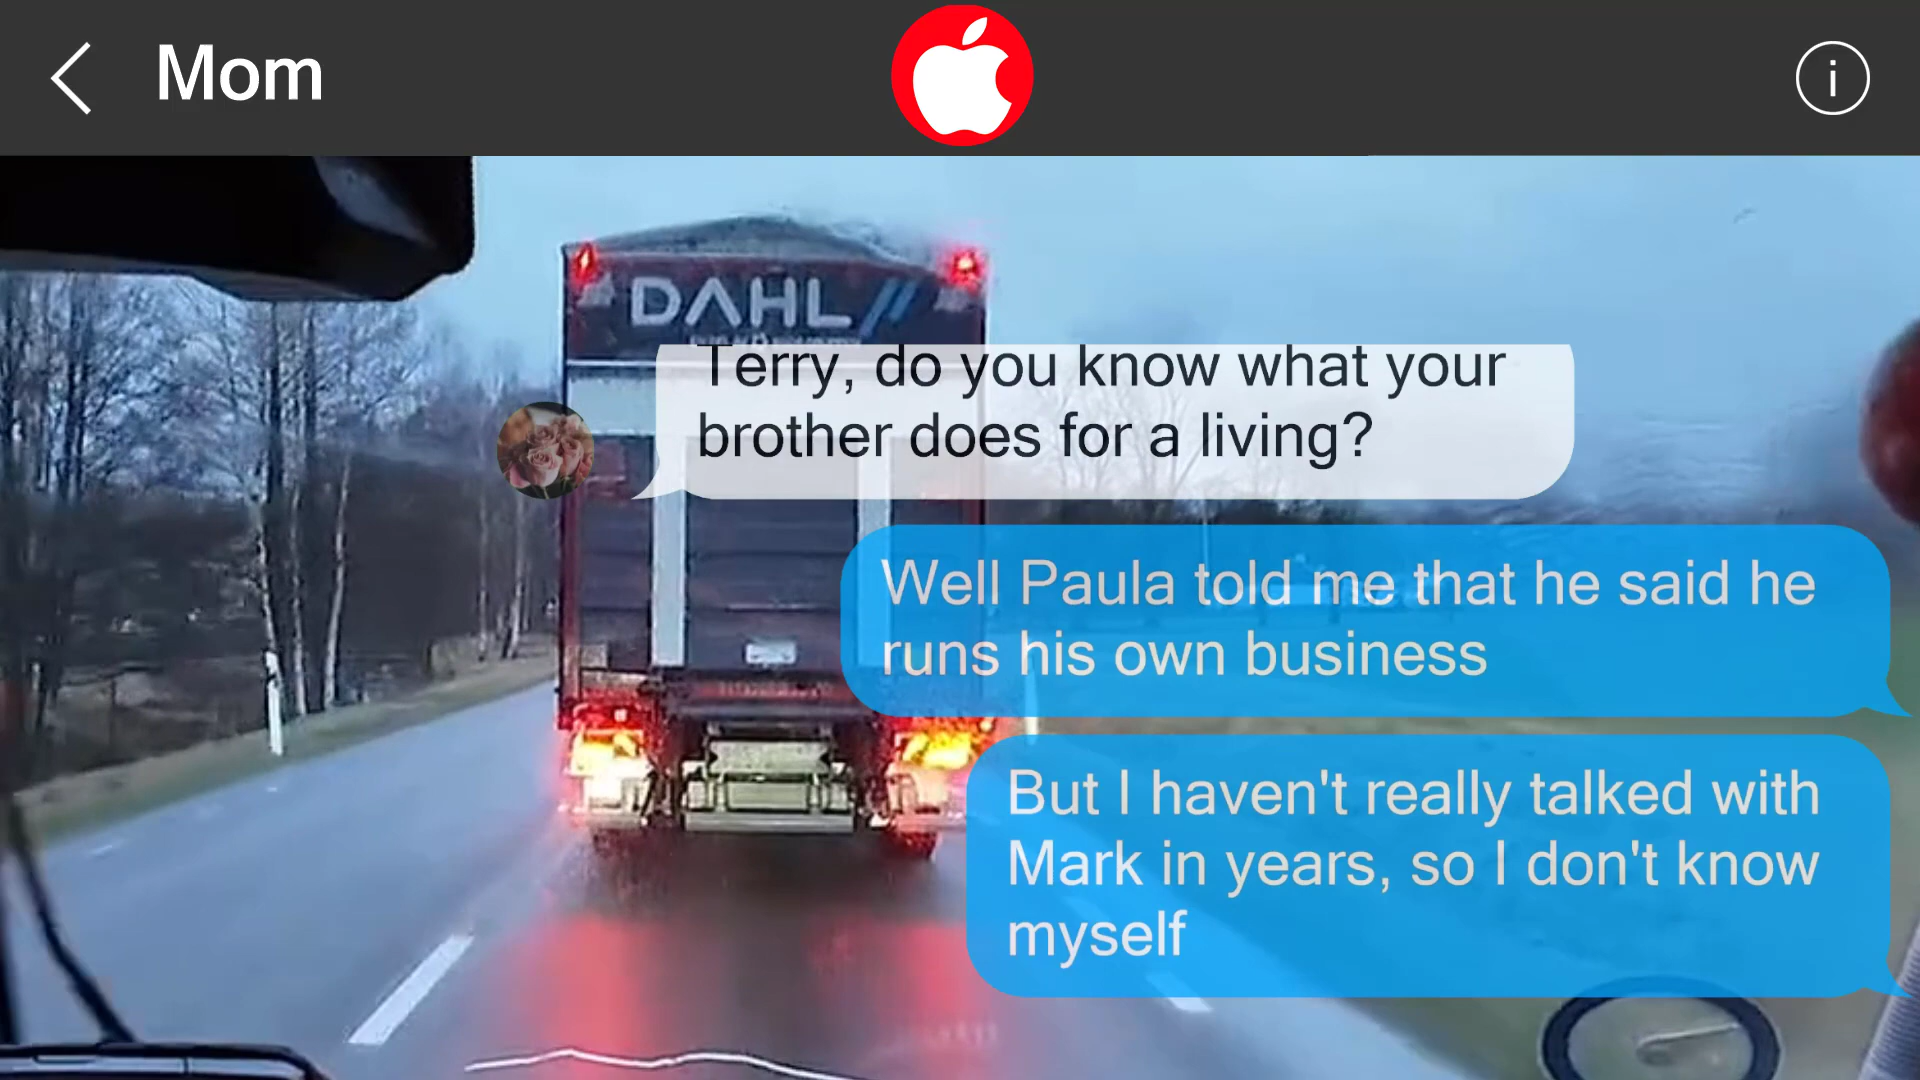 Mom
DAHL
Terry, do you know what your
brother does for a living?
Well Paula told me that he said he
runs his own business
But I haven't really talked with
Mark in years, so I don't know
myself